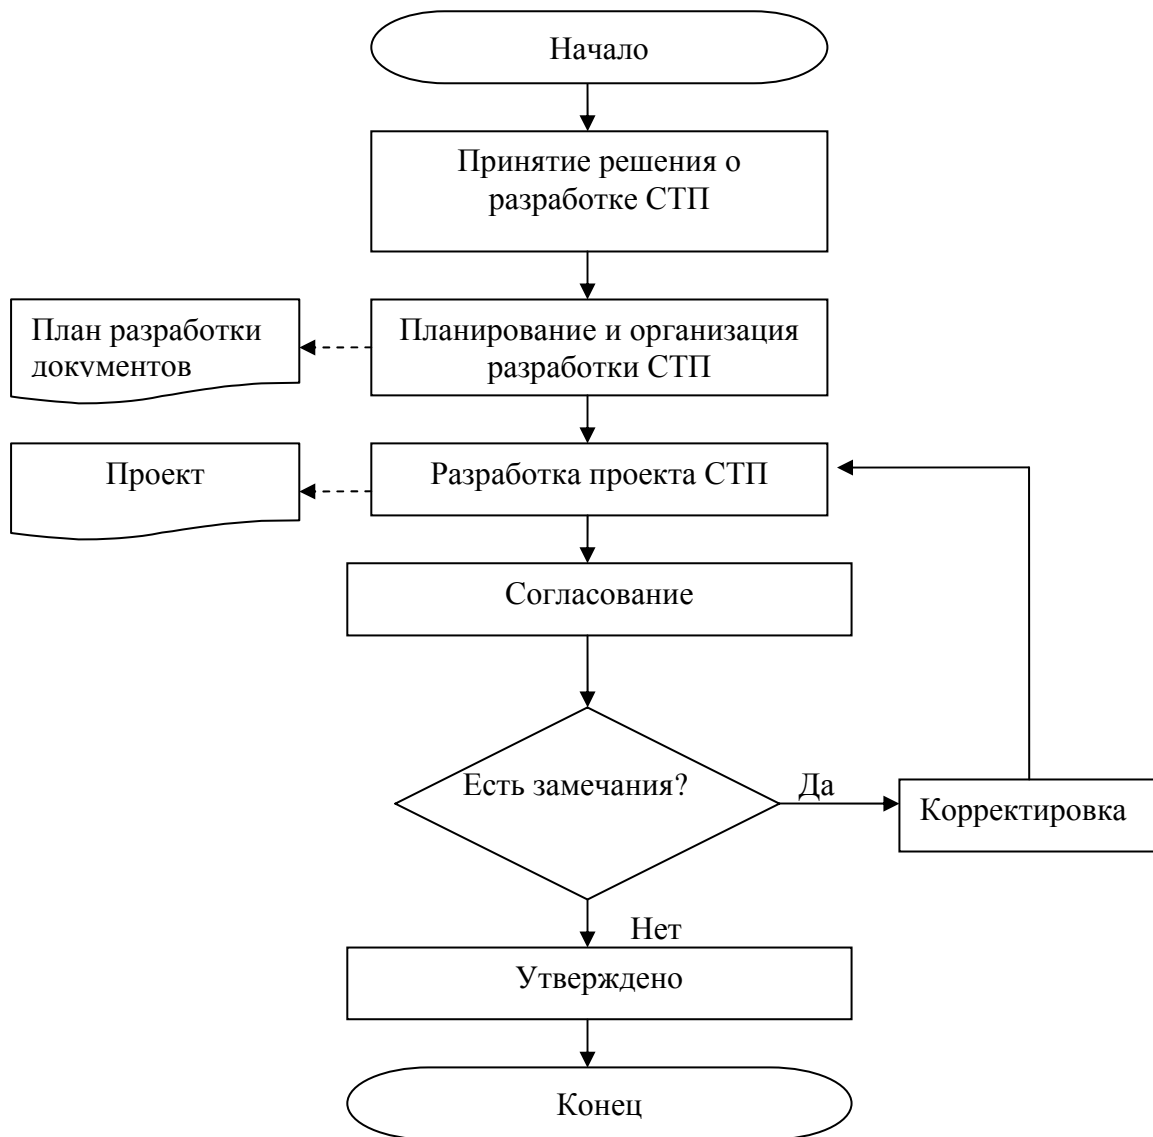 Начало
Принятие решения о
разработке СТП
План разработки
документов
Планирование и организация
разработки СТП
Проект
Разработка проекта СТП
Согласование
Есть замечания?
Да
Корректировка
Нет
Утверждено
Конец